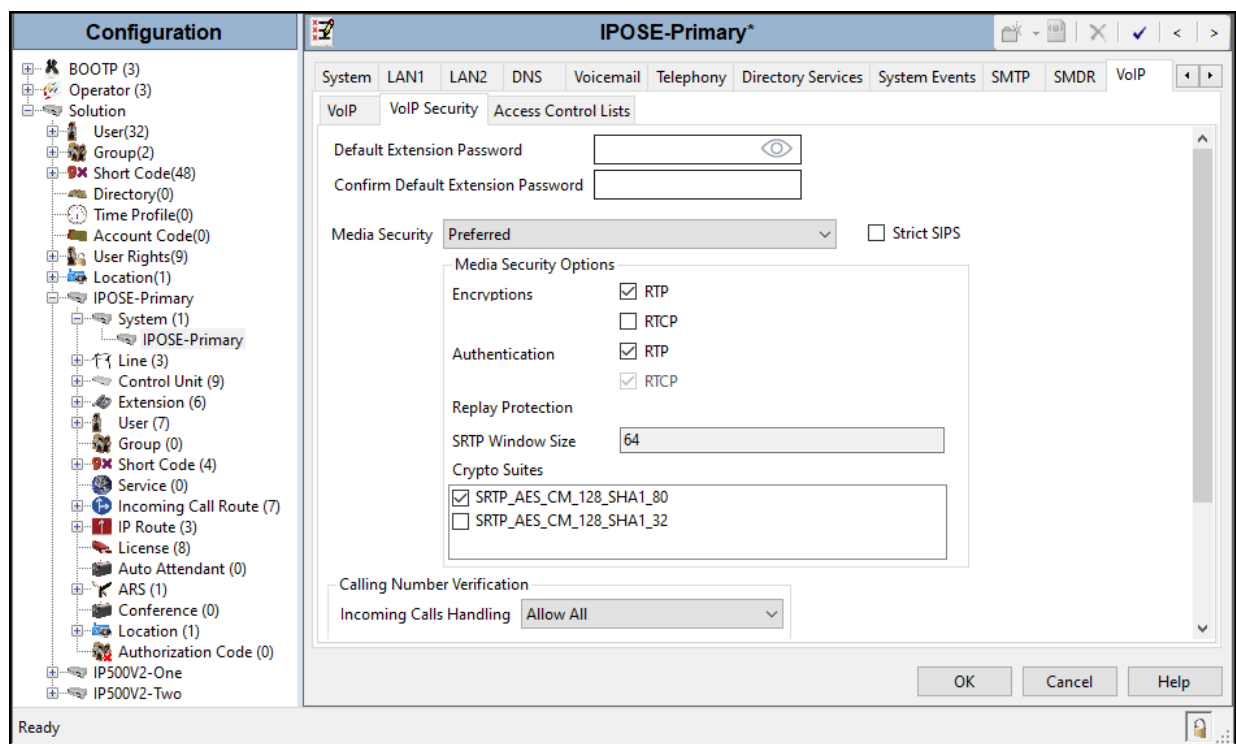 Configuration
IPOSE-Primary*
BOOTP (3)
Operator (3)
Solution
User(32)
Group(2)
Short Code(48)
Directory(0)
Time Profile(0)
Account Code(0)
User Rights(9)
Location(1)
IPOSE-Primary
System (1)
IPOSE-Primary
Line (3)
Control Unit (9)
Extension (6)
User (7)
Group (0)
Short Code (4)
Service (0)
Incoming Call Route (7)
IP Route (3)
License (8)
Auto Attendant (0)
ARS (1)
Conference (0)
Location (1)
Authorization Code (0)
IP500V2-One
IP500V2-Two
System LAN1 LAN2 DNS Voicemail Telephony Directory Services System Events SMTP SMDR VoIP
VoIP VoIP Security Access Control Lists
Default Extension Password
Confirm Default Extension Password
Media Security Preferred Strict SIPS
Media Security Options
Encryptions RTP
RTCP
Authentication RTP
RTCP
Replay Protection
SRTP Window Size 64
Crypto Suites
SRTP_AES_CM_128_SHA1_80
SRTP_AES_CM_128_SHA1_32
Calling Number Verification
Incoming Calls Handling Allow All
OK Cancel Help
Ready